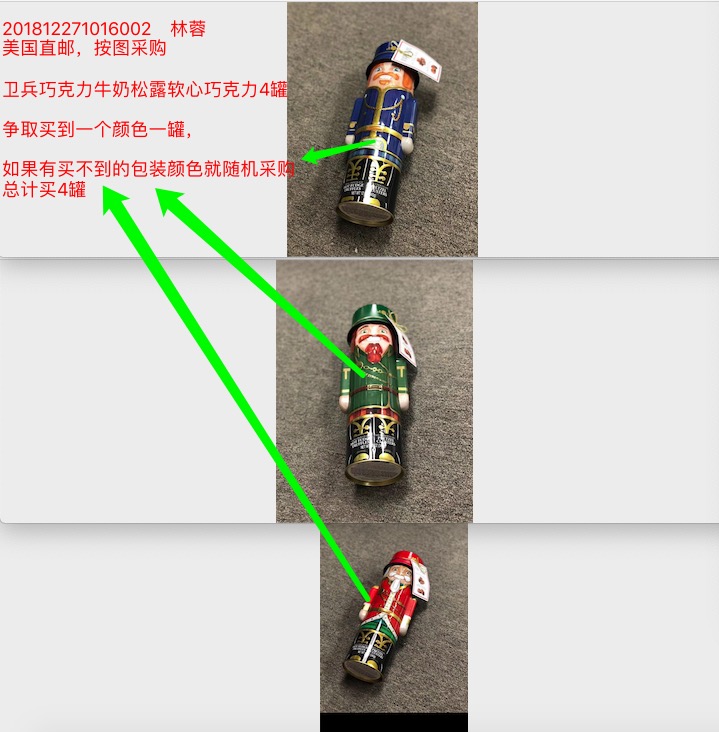 201812271016002 林蓉
美国直邮，按图采购
卫兵巧克力牛奶松露软心巧克力4罐
争取买到一个颜色一罐，
如果有买不到的包装颜色就随机采购
总计买4罐